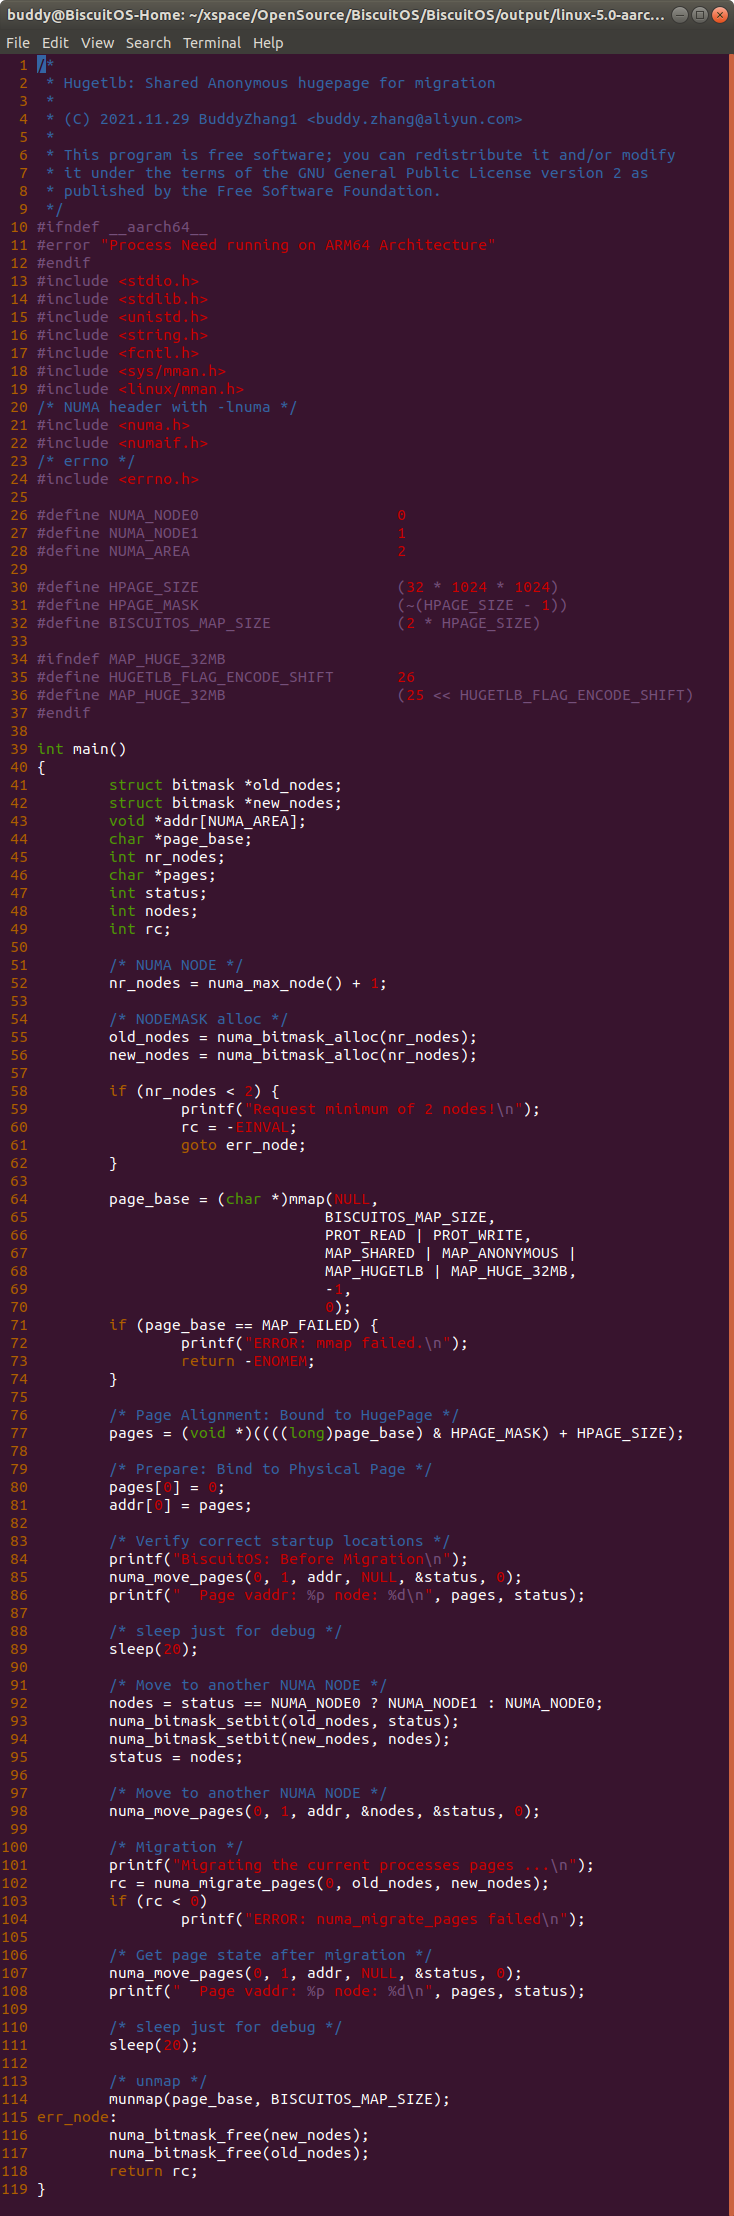 buddy@BiscuitOS-Home: ~/xspace/OpenSource/BiscuitOS/BiscuitOS/output/linux-5.0-aarc...
File Edit View Search Terminal Help
1 /*
2  * Hugetlb: Shared Anonymous hugepage for migration
3  *
4  * (C) 2021.11.29 BuddyZhang1 <buddy.zhang@aliyun.com>
5  *
6  * This program is free software; you can redistribute it and/or modify
7  * it under the terms of the GNU General Public License version 2 as
8  * published by the Free Software Foundation.
9  */
10 #ifndef __aarch64__
11 #error "Process Need running on ARM64 Architecture"
12 #endif
13 #include <stdio.h>
14 #include <stdlib.h>
15 #include <unistd.h>
16 #include <string.h>
17 #include <fcntl.h>
18 #include <sys/mman.h>
19 #include <linux/mman.h>
20 /* NUMA header with -lnuma */
21 #include <numa.h>
22 #include <numaif.h>
23 /* errno */
24 #include <errno.h>
25
26 #define NUMA_NODE0                      0
27 #define NUMA_NODE1                      1
28 #define NUMA_AREA                       2
29
30 #define HPAGE_SIZE                      (32 * 1024 * 1024)
31 #define HPAGE_MASK                      (~(HPAGE_SIZE - 1))
32 #define BISCUITOS_MAP_SIZE              (2 * HPAGE_SIZE)
33
34 #ifndef MAP_HUGE_32MB
35 #define HUGETLB_FLAG_ENCODE_SHIFT       26
36 #define MAP_HUGE_32MB                   (25 << HUGETLB_FLAG_ENCODE_SHIFT)
37 #endif
38
39 int main()
40 {
41         struct bitmask *old_nodes;
42         struct bitmask *new_nodes;
43         void *addr[NUMA_AREA];
44         char *page_base;
45         int nr_nodes;
46         char *pages;
47         int status;
48         int nodes;
49         int rc;
50
51         /* NUMA NODE */
52         nr_nodes = numa_max_node() + 1;
53
54         /* NODEMASK alloc */
55         old_nodes = numa_bitmask_alloc(nr_nodes);
56         new_nodes = numa_bitmask_alloc(nr_nodes);
57
58         if (nr_nodes < 2) {
59                 printf("Request minimum of 2 nodes!\n");
60                 rc = -EINVAL;
61                 goto err_node;
62         }
63
64         page_base = (char *)mmap(NULL,
65                                 BISCUITOS_MAP_SIZE,
66                                 PROT_READ | PROT_WRITE,
67                                 MAP_SHARED | MAP_ANONYMOUS |
68                                 MAP_HUGETLB | MAP_HUGE_32MB,
69                                 -1,
70                                 0);
71         if (page_base == MAP_FAILED) {
72                 printf("ERROR: mmap failed.\n");
73                 return -ENOMEM;
74         }
75
76         /* Page Alignment: Bound to HugePage */
77         pages = (void *)((((long)page_base) & HPAGE_MASK) + HPAGE_SIZE);
78
79         /* Prepare: Bind to Physical Page */
80         pages[0] = 0;
81         addr[0] = pages;
82
83         /* Verify correct startup locations */
84         printf("BiscuitOS: Before Migration\n");
85         numa_move_pages(0, 1, addr, NULL, &status, 0);
86         printf("  Page vaddr: %p node: %d\n", pages, status);
87
88         /* sleep just for debug */
89         sleep(20);
90
91         /* Move to another NUMA NODE */
92         nodes = status == NUMA_NODE0 ? NUMA_NODE1 : NUMA_NODE0;
93         numa_bitmask_setbit(old_nodes, status);
94         numa_bitmask_setbit(new_nodes, nodes);
95         status = nodes;
96
97         /* Move to another NUMA NODE */
98         numa_move_pages(0, 1, addr, &nodes, &status, 0);
99
100         /* Migration */
101         printf("Migrating the current processes pages ...\n");
102         rc = numa_migrate_pages(0, old_nodes, new_nodes);
103         if (rc < 0)
104                 printf("ERROR: numa_migrate_pages failed\n");
105
106         /* Get page state after migration */
107         numa_move_pages(0, 1, addr, NULL, &status, 0);
108         printf("  Page vaddr: %p node: %d\n", pages, status);
109
110         /* sleep just for debug */
111         sleep(20);
112
113         /* unmap */
114         munmap(page_base, BISCUITOS_MAP_SIZE);
115 err_node:
116         numa_bitmask_free(new_nodes);
117         numa_bitmask_free(old_nodes);
118         return rc;
119 }